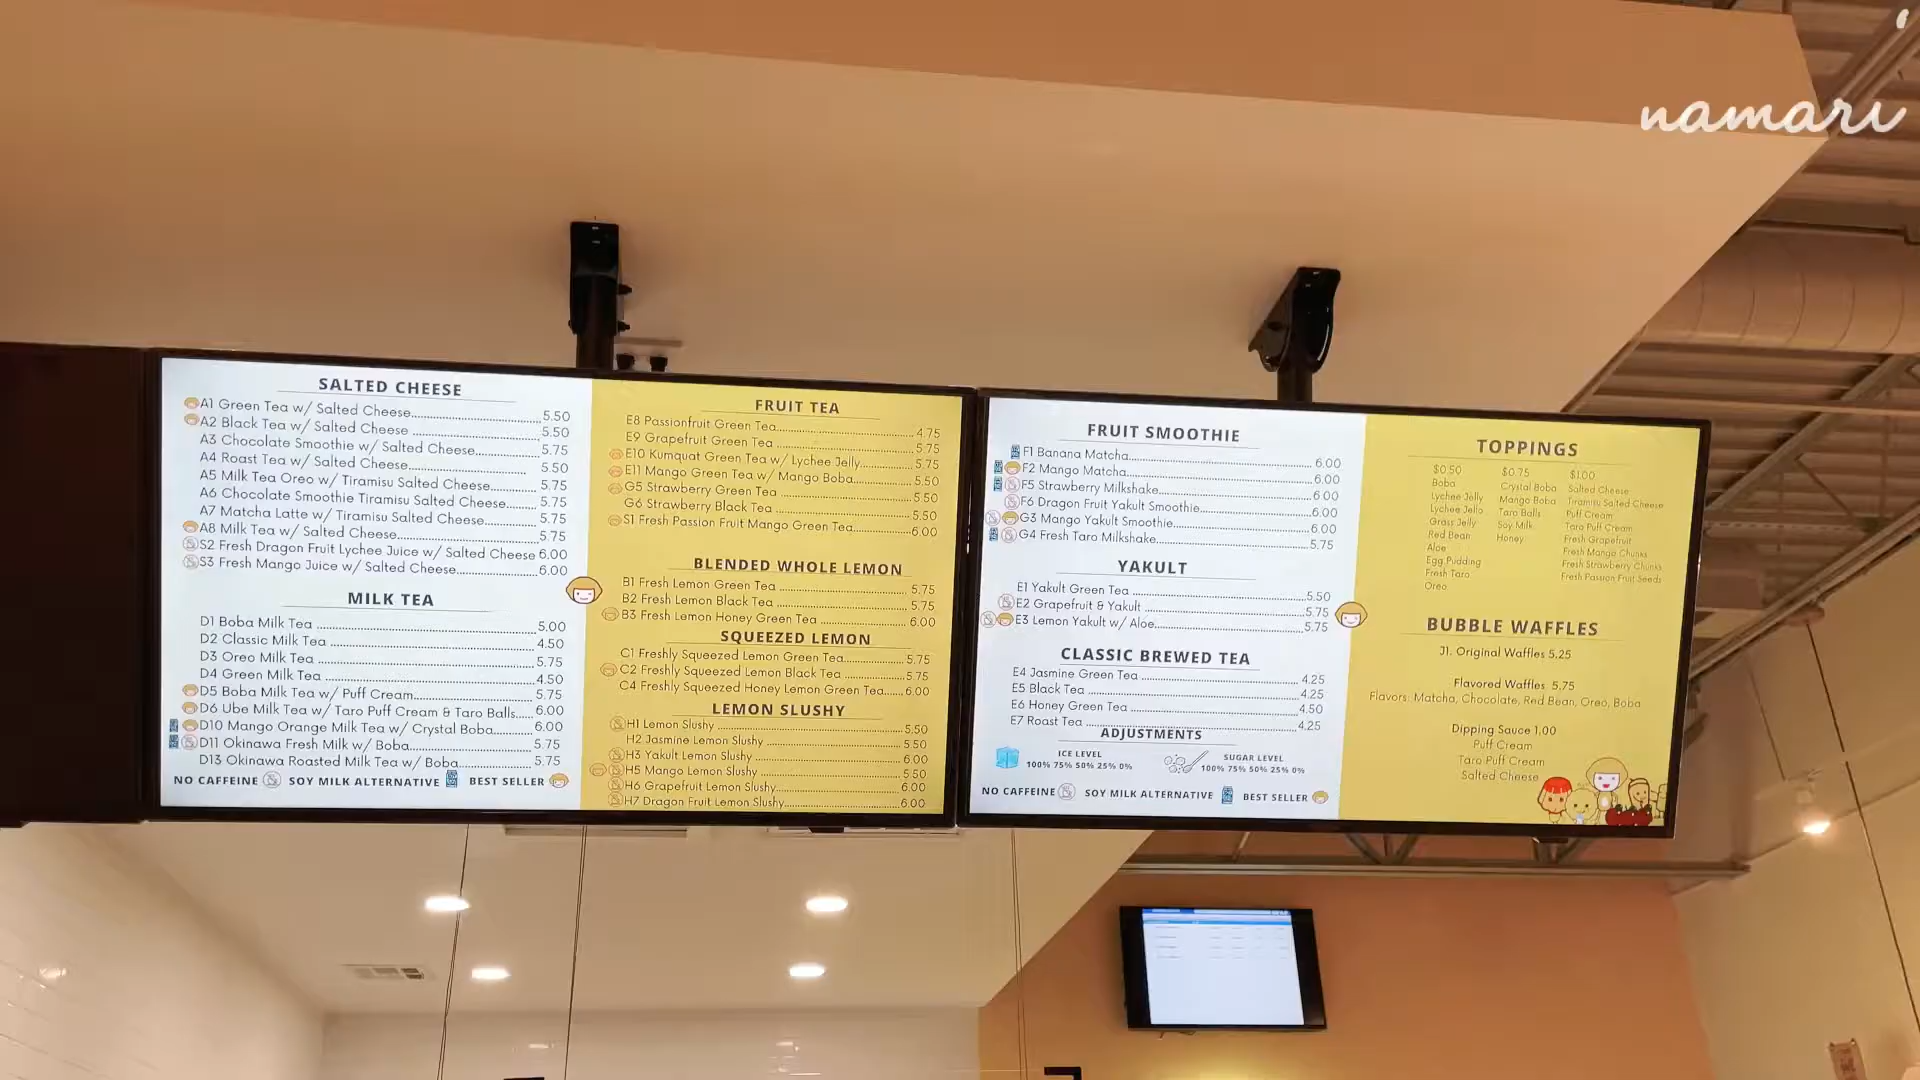 namari
SALTED CHEESE
A1 Green Tea w/ Salted Cheese 5.50
A2 Black Tea w/ Salted Cheese 5.50
A3 Chocolate Smoothie w/ Salted Cheese 5.75
A4 Roast Tea w/ Salted Cheese 5.50
A5 Milk Tea Oreo w/ Tiramisu Salted Cheese 5.75
A6 Chocolate Smoothie Tiramisu Salted Cheese 5.75
A7 Matcha Latte w/ Tiramisu Salted Cheese 5.75
A8 Milk Tea w/ Salted Cheese 5.75
S2 Fresh Dragon Fruit Lychee Juice w/ Salted Cheese 6.00
S3 Fresh Mango Juice w/ Salted Cheese 6.00
MILK TEA
D1 Boba Milk Tea 5.00
D2 Classic Milk Tea 4.50
D3 Oreo Milk Tea 5.75
D4 Green Milk Tea 4.50
D5 Boba Milk Tea w/ Puff Cream 5.75
D6 Ube Milk Tea w/ Taro Puff Cream & Taro Balls 6.00
D10 Mango Orange Milk Tea w/ Crystal Boba 6.00
D11 Okinawa Fresh Milk w/ Boba 5.75
D13 Okinawa Roasted Milk Tea w/ Boba 5.75
NO CAFFEINE SOY MILK ALTERNATIVE BEST SELLER
FRUIT TEA
E8 Passionfruit Green Tea 4.75
E9 Grapefruit Green Tea 5.75
E10 Kumquat Green Tea w/ Lychee Jelly 5.75
E11 Mango Green Tea w/ Mango Boba 5.50
G5 Strawberry Green Tea 5.50
G6 Strawberry Black Tea 5.50
S1 Fresh Passion Fruit Mango Green Tea 6.00
BLENDED WHOLE LEMON
B1 Fresh Lemon Green Tea 5.75
B2 Fresh Lemon Black Tea 5.75
B3 Fresh Lemon Honey Green Tea 6.00
SQUEEZED LEMON
C1 Freshly Squeezed Lemon Green Tea 5.75
C2 Freshly Squeezed Lemon Black Tea 5.75
C4 Freshly Squeezed Honey Lemon Green Tea 6.00
LEMON SLUSHY
H1 Lemon Slushy 5.50
H2 Jasmine Lemon Slushy 5.50
H3 Yakult Lemon Slushy 6.00
H5 Mango Lemon Slushy 5.50
H6 Grapefruit Lemon Slushy 6.00
H7 Dragon Fruit Lemon Slushy 6.00
FRUIT SMOOTHIE
F1 Banana Matcha 6.00
F2 Mango Matcha 6.00
F5 Strawberry Milkshake 6.00
F6 Dragon Fruit Yakult Smoothie 6.00
G3 Mango Yakult Smoothie 6.00
G4 Fresh Taro Milkshake 5.75
YAKULT
E1 Yakult Green Tea 5.50
E2 Grapefruit & Yakult 5.75
E3 Lemon Yakult w/ Aloe 5.75
CLASSIC BREWED TEA
E4 Jasmine Green Tea 4.25
E5 Black Tea 4.25
E6 Honey Green Tea 4.50
E7 Roast Tea 4.25
ADJUSTMENTS
ICE LEVEL
100% 75% 50% 25% 0%
SUGAR LEVEL
100% 75% 50% 25% 0%
NO CAFFEINE SOY MILK ALTERNATIVE BEST SELLER
TOPPINGS
$0.50
Boba
Lychee Jelly
Lychee Jello
Grass Jelly
Red Bean
Aloe
Egg Pudding
Fresh Taro
Oreo
$0.75
Crystal Boba
Mango Boba
Taro Balls
Soy Milk
Honey
$1.00
Salted Cheese
Tiramisu Salted Cheese
Puff Cream
Taro Puff Cream
Fresh Grapefruit
Fresh Mango Chunks
Fresh Strawberry Chunks
Fresh Passion Fruit Seeds
BUBBLE WAFFLES
J1. Original Waffles 5.25
Flavored Waffles 5.75
Flavors: Matcha, Chocolate, Red Bean, Oreo, Boba
Dipping Sauce 1.00
Puff Cream
Taro Puff Cream
Salted Cheese